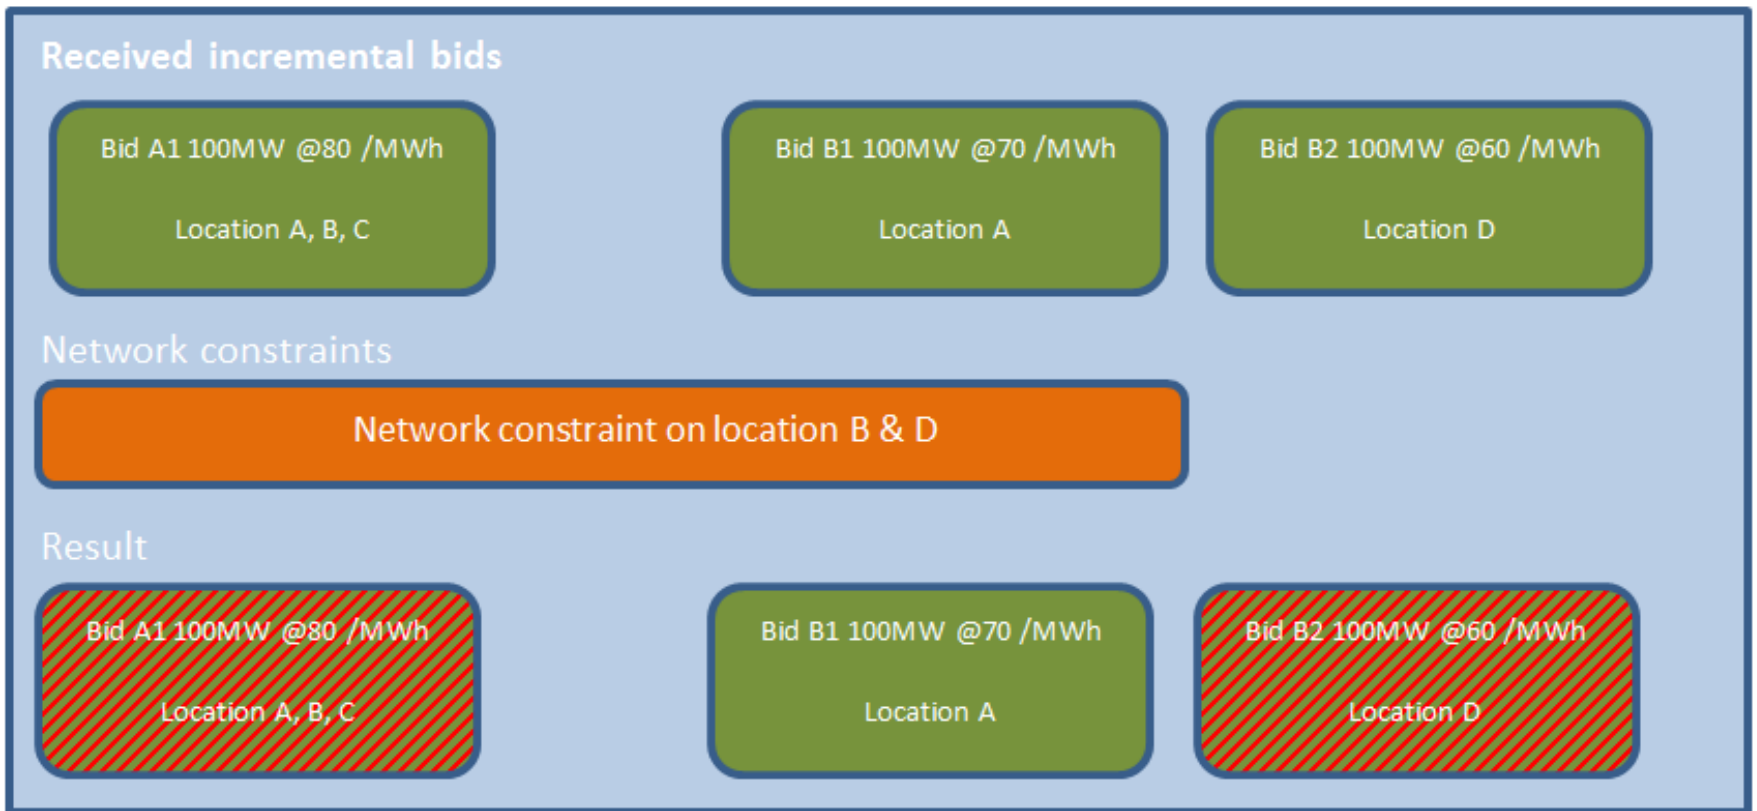 Received incremental bids
Bid A1 100MW @80 /MWh
Location A, B, C
Bid B1 100MW @70 /MWh
Location A
Bid B2 100MW @60 /MWh
Location D
Network constraints
Network constraint on location B & D
Result
Bid A1 100MW @80 /MWh
Location A, B, C
Bid B1 100MW @70 /MWh
Location A
Bid B2 100MW @60 /MWh
Location D